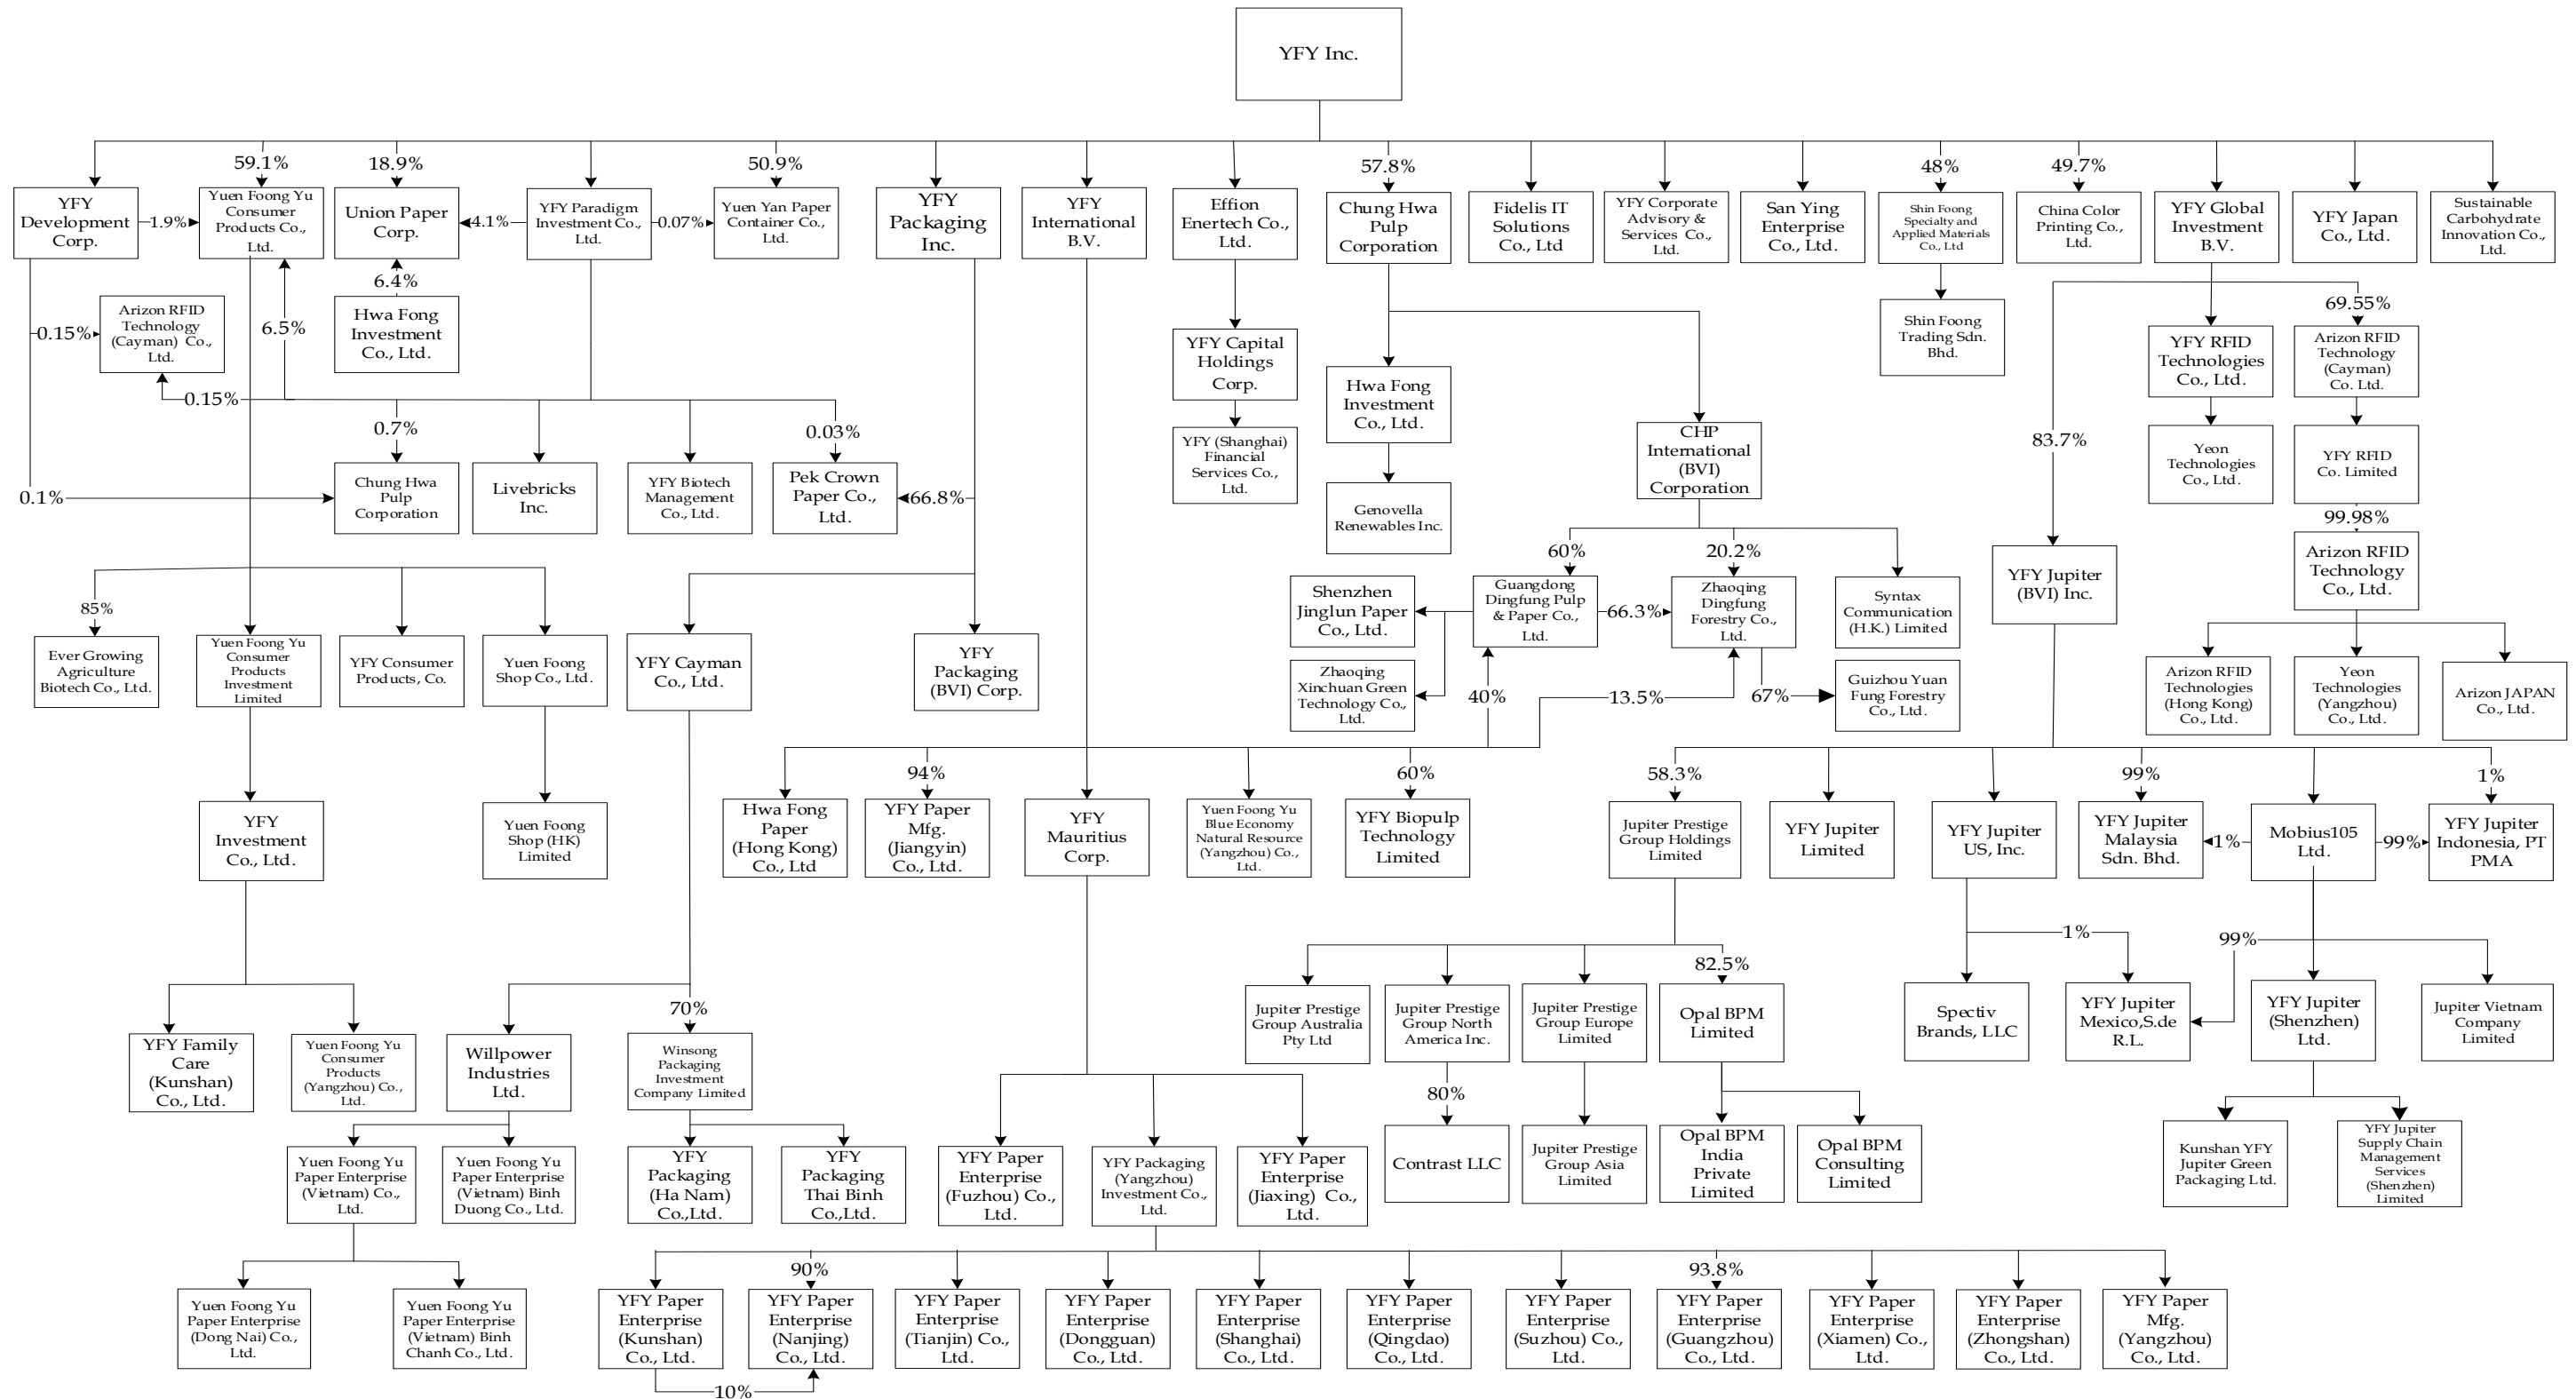 YFY Inc.
59.1%
18.9%
50.9%
57.8%
48%
49.7%
YFY
Development
Corp.
1.9%
Yuen Foong Yu
Consumer
Products Co.,
Ltd.
Union Paper
Corp.
4.1%
YFY Paradigm
Investment Co.,
Ltd.
0.07%
Yuen Yan Paper
Container Co.,
Ltd.
YFY
Packaging
Inc.
YFY
International
B.V.
Effion
Enertech Co.,
Ltd.
Chung Hwa
Pulp
Corporation
Fidelis IT
Solutions
Co., Ltd
YFY Corporate
Advisory &
Services Co.,
Ltd.
San Ying
Enterprise
Co., Ltd.
Shin Foong
Specialty and
Applied Materials
Co., Ltd
China Color
Printing Co.,
Ltd.
YFY Global
Investment
B.V.
YFY Japan
Co., Ltd.
Sustainable
Carbohydrate
Innovation Co.,
Ltd.
6.4%
0.15%
Arizon RFID
Technology
(Cayman) Co.,
Ltd.
6.5%
Hwa Fong
Investment
Co., Ltd.
YFY Capital
Holdings
Corp.
Shin Foong
Trading Sdn.
Bhd.
69.55%
YFY RFID
Technologies
Co., Ltd.
Arizon RFID
Technology
(Cayman)
Co. Ltd.
0.15%
0.7%
0.03%
Hwa Fong
Investment
Co., Ltd.
CHP
International
(BVI)
Corporation
83.7%
YFY (Shanghai)
Financial
Services Co.,
Ltd.
Yeon
Technologies
Co., Ltd.
YFY RFID
Co. Limited
0.1%
Chung Hwa
Pulp
Corporation
Livebricks
Inc.
YFY Biotech
Management
Co., Ltd.
Pek Crown
Paper Co.,
Ltd.
66.8%
Genovella
Renewables Inc.
99.98%
60%
20.2%
Arizon RFID
Technology
Co., Ltd.
YFY Jupiter
(BVI) Inc.
Shenzhen
Jinglun Paper
Co., Ltd.
Guangdong
Dingfung Pulp
& Paper Co.,
Ltd.
66.3%
Zhaoqing
Dingfung
Forestry Co.,
Ltd.
Syntax
Communication
(H.K.) Limited
85%
Ever Growing
Agriculture
Biotech Co., Ltd.
Yuen Foong Yu
Consumer
Products
Investment
Limited
YFY Consumer
Products, Co.
Yuen Foong
Shop Co., Ltd.
YFY Cayman
Co., Ltd.
YFY
Packaging
(BVI) Corp.
Zhaoqing
Xinchuan Green
Technology Co.,
Ltd.
40%
13.5%
67%
Guizhou Yuan
Fung Forestry
Co., Ltd.
Arizon RFID
Technologies
(Hong Kong)
Co., Ltd.
Yeon
Technologies
(Yangzhou)
Co., Ltd.
Arizon JAPAN
Co., Ltd.
94%
60%
58.3%
99%
1%
YFY
Investment
Co., Ltd.
Yuen Foong
Shop (HK)
Limited
Hwa Fong
Paper
(Hong Kong)
Co., Ltd
YFY Paper
Mfg.
(Jiangyin)
Co., Ltd.
YFY
Mauritius
Corp.
Yuen Foong Yu
Blue Economy
Natural Resource
(Yangzhou) Co.,
Ltd.
YFY Biopulp
Technology
Limited
Jupiter Prestige
Group Holdings
Limited
YFY Jupiter
Limited
YFY Jupiter
US, Inc.
YFY Jupiter
Malaysia
Sdn. Bhd.
1%
Mobius105
Ltd.
99%
YFY Jupiter
Indonesia, PT
PMA
1%
99%
82.5%
70%
Jupiter Prestige
Group Australia
Pty Ltd
Jupiter Prestige
Group North
America Inc.
Jupiter Prestige
Group Europe
Limited
Opal BPM
Limited
Spectiv
Brands, LLC
YFY Jupiter
Mexico,S.de
R.L.
YFY Jupiter
(Shenzhen)
Ltd.
Jupiter Vietnam
Company
Limited
YFY Family
Care
(Kunshan)
Co., Ltd.
Yuen Foong Yu
Consumer
Products
(Yangzhou) Co.,
Ltd.
Willpower
Industries
Ltd.
Winsong
Packaging
Investment
Company Limited
80%
Yuen Foong Yu
Paper Enterprise
(Vietnam) Co.,
Ltd.
Yuen Foong Yu
Paper Enterprise
(Vietnam) Binh
Duong Co., Ltd.
YFY
Packaging
(Ha Nam)
Co.,Ltd.
YFY
Packaging
Thai Binh
Co.,Ltd.
YFY Paper
Enterprise
(Fuzhou) Co.,
Ltd.
YFY Packaging
(Yangzhou)
Investment Co.,
Ltd.
YFY Paper
Enterprise
(Jiaxing) Co.,
Ltd.
Contrast LLC
Jupiter Prestige
Group Asia
Limited
Opal BPM
India
Private
Limited
Opal BPM
Consulting
Limited
Kunshan YFY
Jupiter Green
Packaging Ltd.
YFY Jupiter
Supply Chain
Management
Services
(Shenzhen)
Limited
90%
93.8%
Yuen Foong Yu
Paper Enterprise
(Dong Nai) Co.,
Ltd.
Yuen Foong Yu
Paper Enterprise
(Vietnam) Binh
Chanh Co., Ltd.
YFY Paper
Enterprise
(Kunshan)
Co., Ltd.
YFY Paper
Enterprise
(Nanjing)
Co., Ltd.
YFY Paper
Enterprise
(Tianjin) Co.,
Ltd.
YFY Paper
Enterprise
(Dongguan)
Co., Ltd.
YFY Paper
Enterprise
(Shanghai)
Co., Ltd.
YFY Paper
Enterprise
(Qingdao)
Co., Ltd.
YFY Paper
Enterprise
(Suzhou) Co.,
Ltd.
YFY Paper
Enterprise
(Guangzhou)
Co., Ltd.
YFY Paper
Enterprise
(Xiamen) Co.,
Ltd.
YFY Paper
Enterprise
(Zhongshan)
Co., Ltd.
YFY Paper
Mfg.
(Yangzhou)
Co., Ltd.
10%